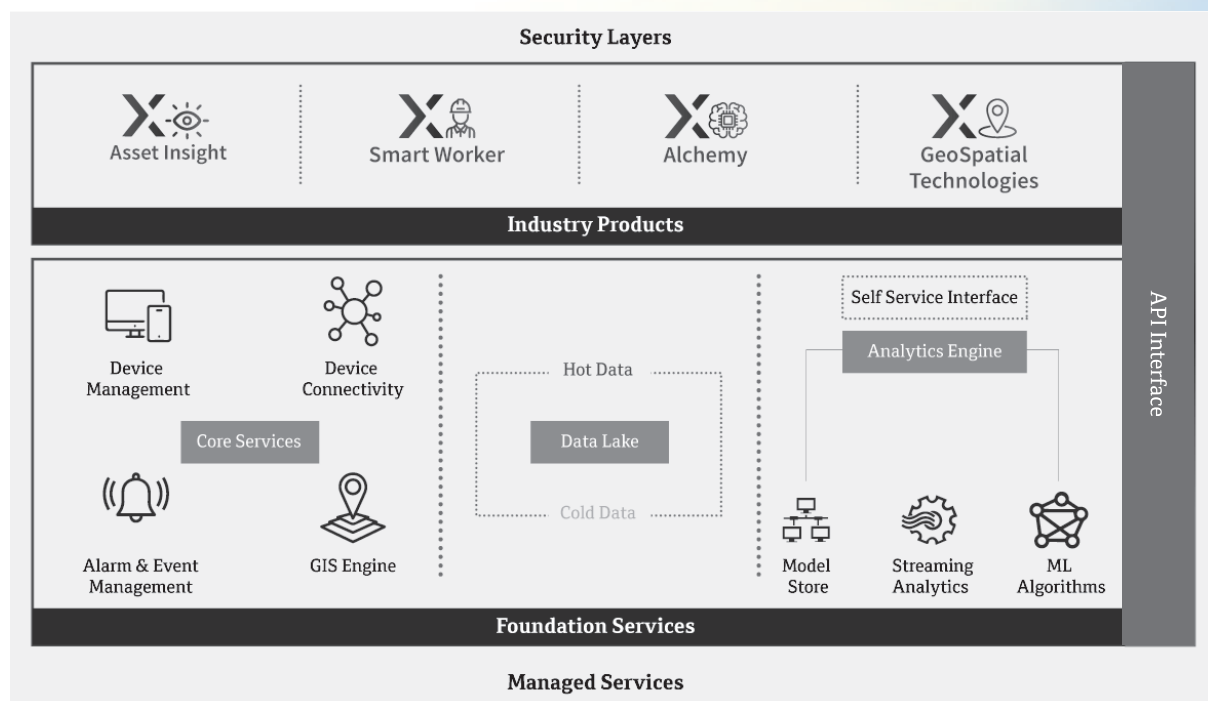 Security Layers
Asset Insight
Smart Worker
Alchemy
GeoSpatial
Technologies
Industry Products
API Interface
Device
Management
Device
Connectivity
Core Services
Alarm & Event
Management
GIS Engine
Hot Data
Data Lake
Cold Data
Self Service Interface
Analytics Engine
Model
Store
Streaming
Analytics
ML
Algorithms
Foundation Services
Managed Services